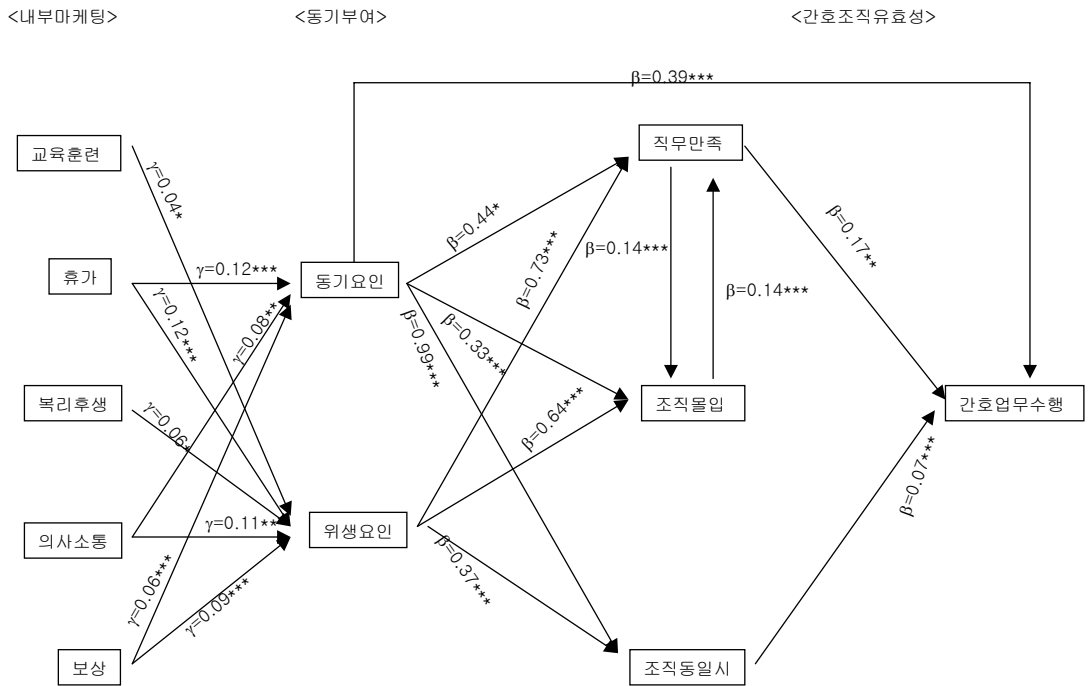 <내부마케팅> <동기부여> <간호조직유효성>
β=0.39***
교육훈련
직무만족
γ=0.04*
β=0.44*
β=0.73***
β=0.14***
β=0.17**
휴가
γ=0.12***
동기요인
γ=0.12***
γ=0.08**
β=0.99***
β=0.33***
β=0.14***
복리후생
γ=0.06*
β=0.64***
조직몰입
간호업무수행
의사소통
γ=0.11**
위생요인
β=0.37***
β=0.07***
γ=0.06***
γ=0.09***
보상
조직동일시